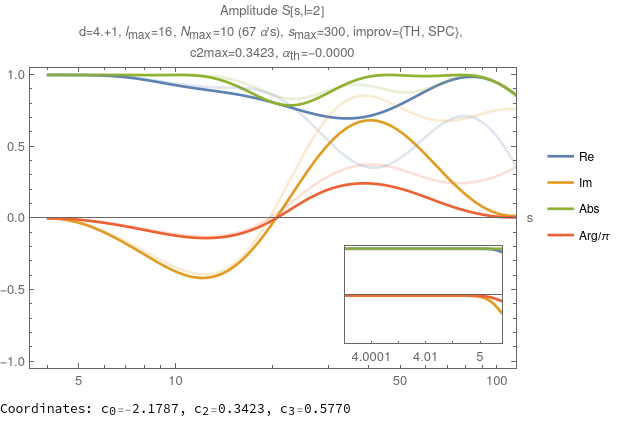 Amplitude S[s,l=2]
d=4.+1, lmax=16, Nmax=10 (67 α's), smax=300, improv={TH, SPC},
c2max=0.3423, αth=-0.0000
1.0
0.5
0.0
-0.5
-1.0
s
Re
Im
Abs
Arg/π
4.0001 4.01 5
5 10 50 100
Coordinates: c0=-2.1787, c2=0.3423, c3=0.5770